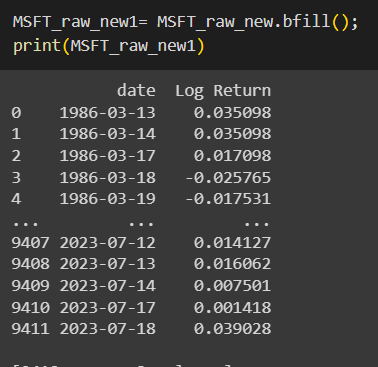 MSFT_raw_new1= MSFT_raw_new.bfill();
print(MSFT_raw_new1)
date Log Return
0 1986-03-13 0.035098
1 1986-03-14 0.035098
2 1986-03-17 0.017098
3 1986-03-18 -0.025765
4 1986-03-19 -0.017531
... ... ...
9407 2023-07-12 0.014127
9408 2023-07-13 0.016062
9409 2023-07-14 0.007501
9410 2023-07-17 0.001418
9411 2023-07-18 0.039028